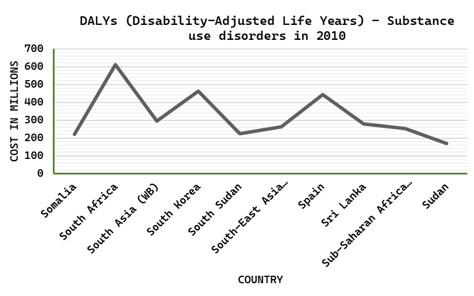 DALYs (Disability-Adjusted Life Years) - Substance
use disorders in 2010
COST IN MILLIONS
700
600
500
400
300
200
100
0
Somalia
South Africa
South Asia (WB)
South Korea
South Sudan
South-East Asia…
Spain
Sri Lanka
Sub-Saharan Africa…
Sudan
COUNTRY